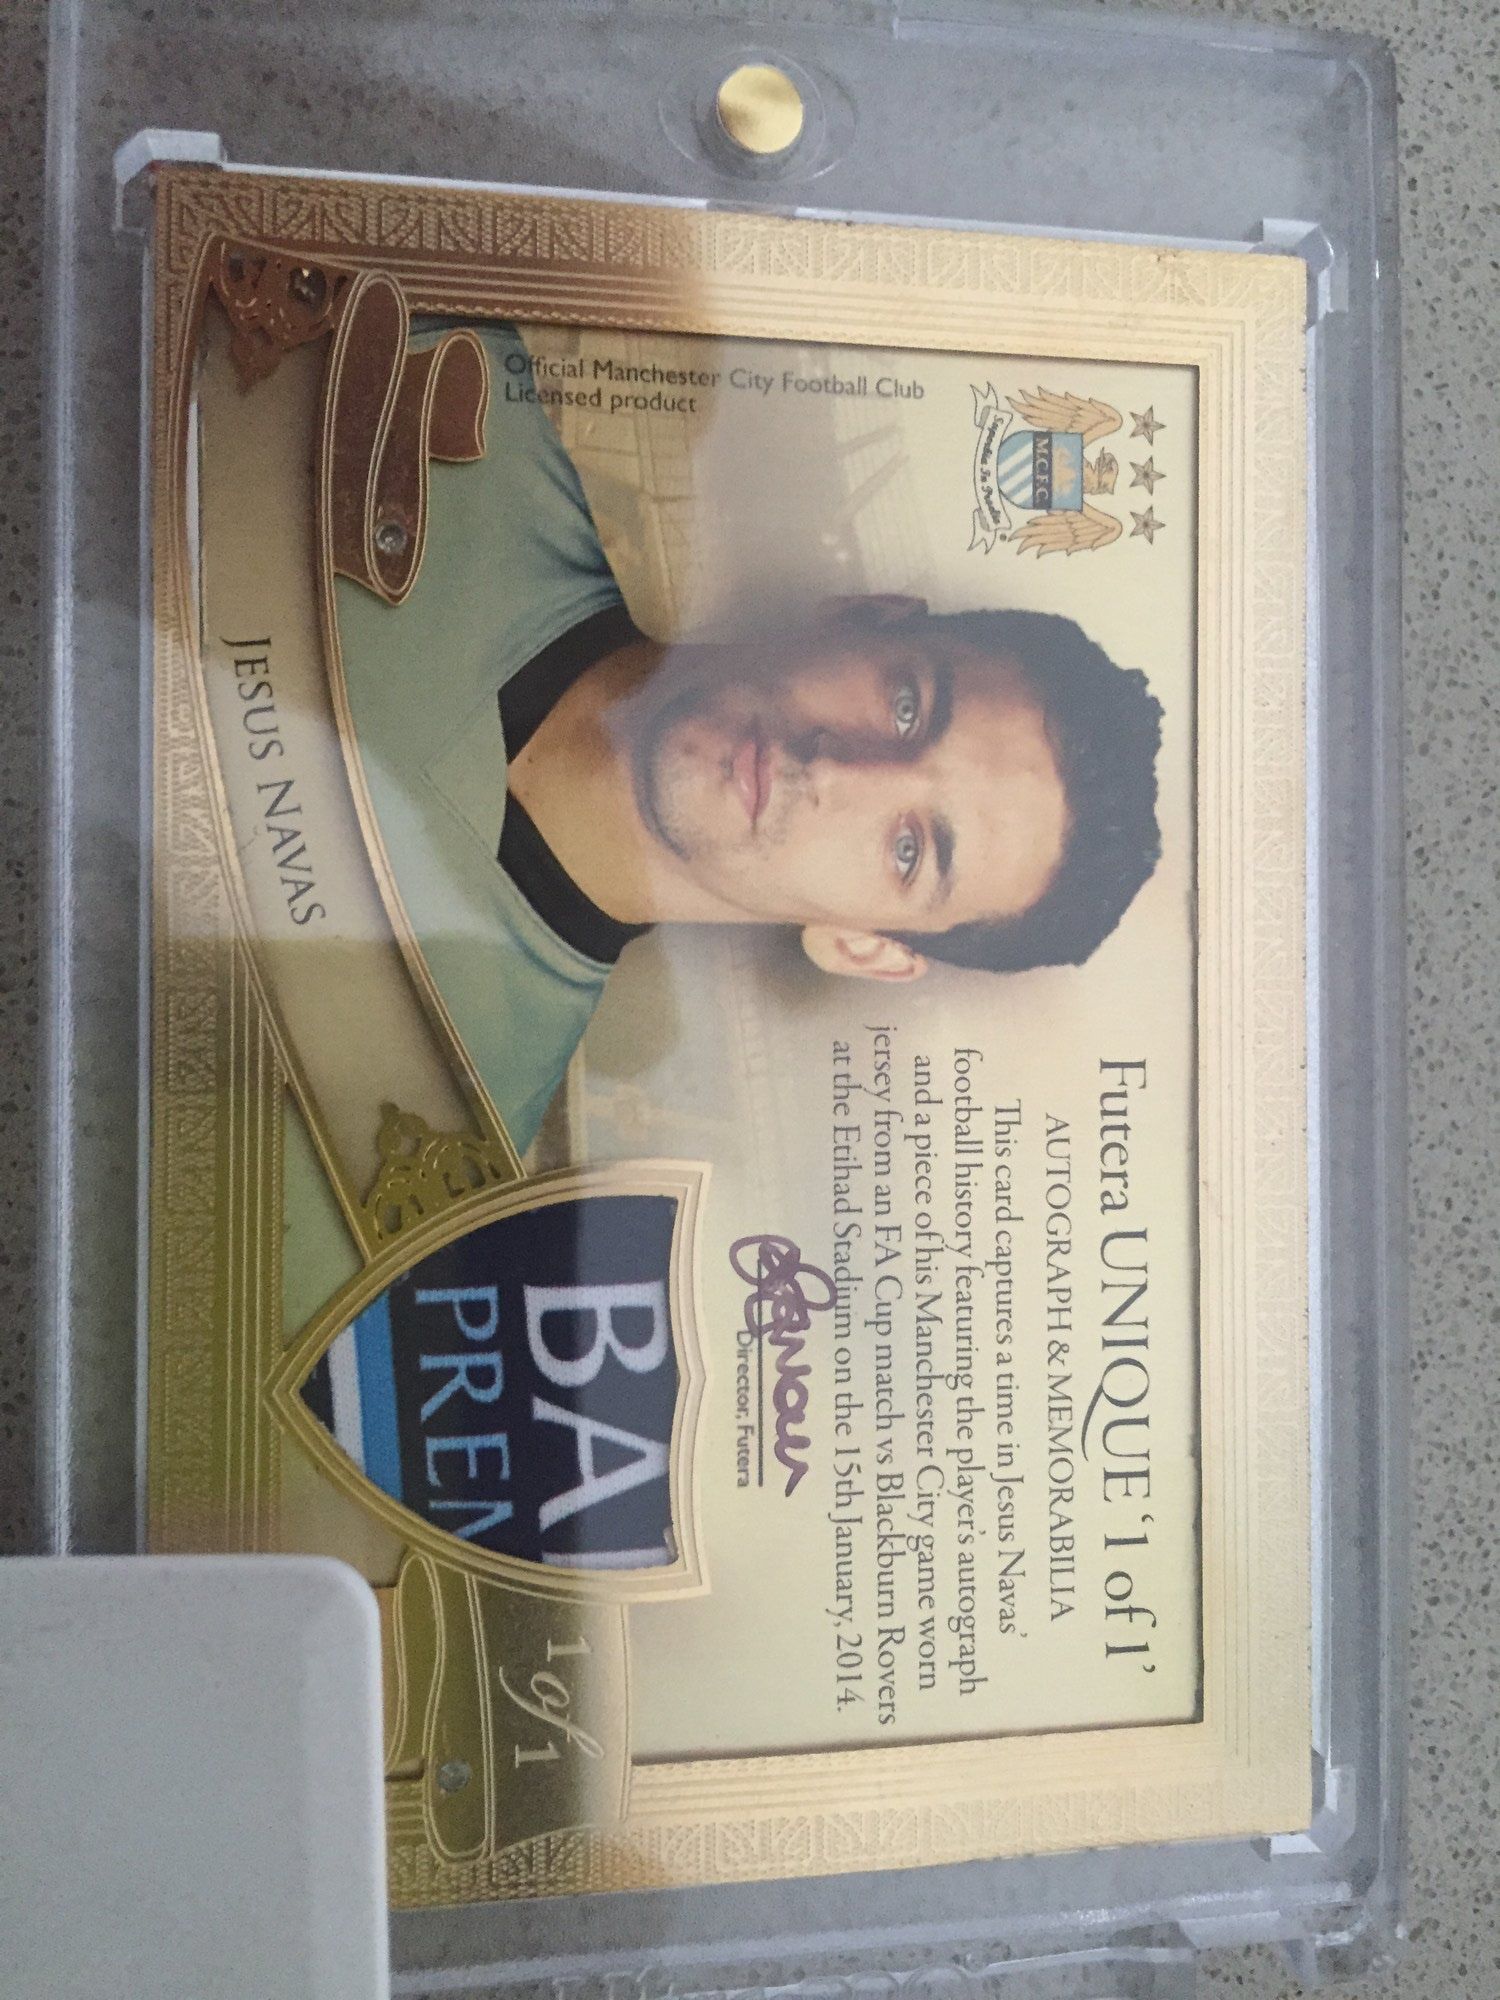 Futera UNIQUE ‘1 of 1’
AUTOGRAPH & MEMORABILIA
This card captures a time in Jesus Navas’
football history featuring the player's autograph
and a piece of his Manchester City game worn
jersey from an FA Cup match vs Blackburn Rovers
at the Etihad Stadium on the 15th January, 2014.
Director, Futera
M.C.F.C.
Superbia In Proelia
Official Manchester City Football Club
Licensed product
JESUS NAVAS
BA
PREM
1 of 1